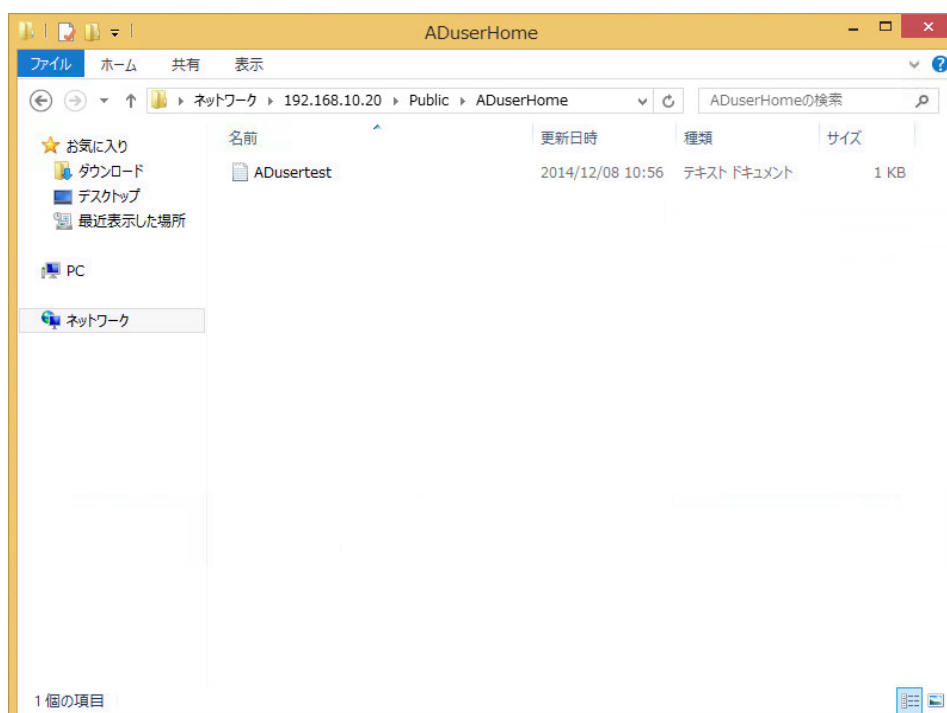 ADuserHome
ファイル ホーム 共有 表示
ネットワーク 192.168.10.20 Public ADuserHome ADuserHomeの検索
お気に入り
ダウンロード
デスクトップ
最近表示した場所
PC
ネットワーク
名前 更新日時 種類 サイズ
ADusertest 2014/12/08 10:56 テキスト ドキュメント 1 KB
1 個の項目